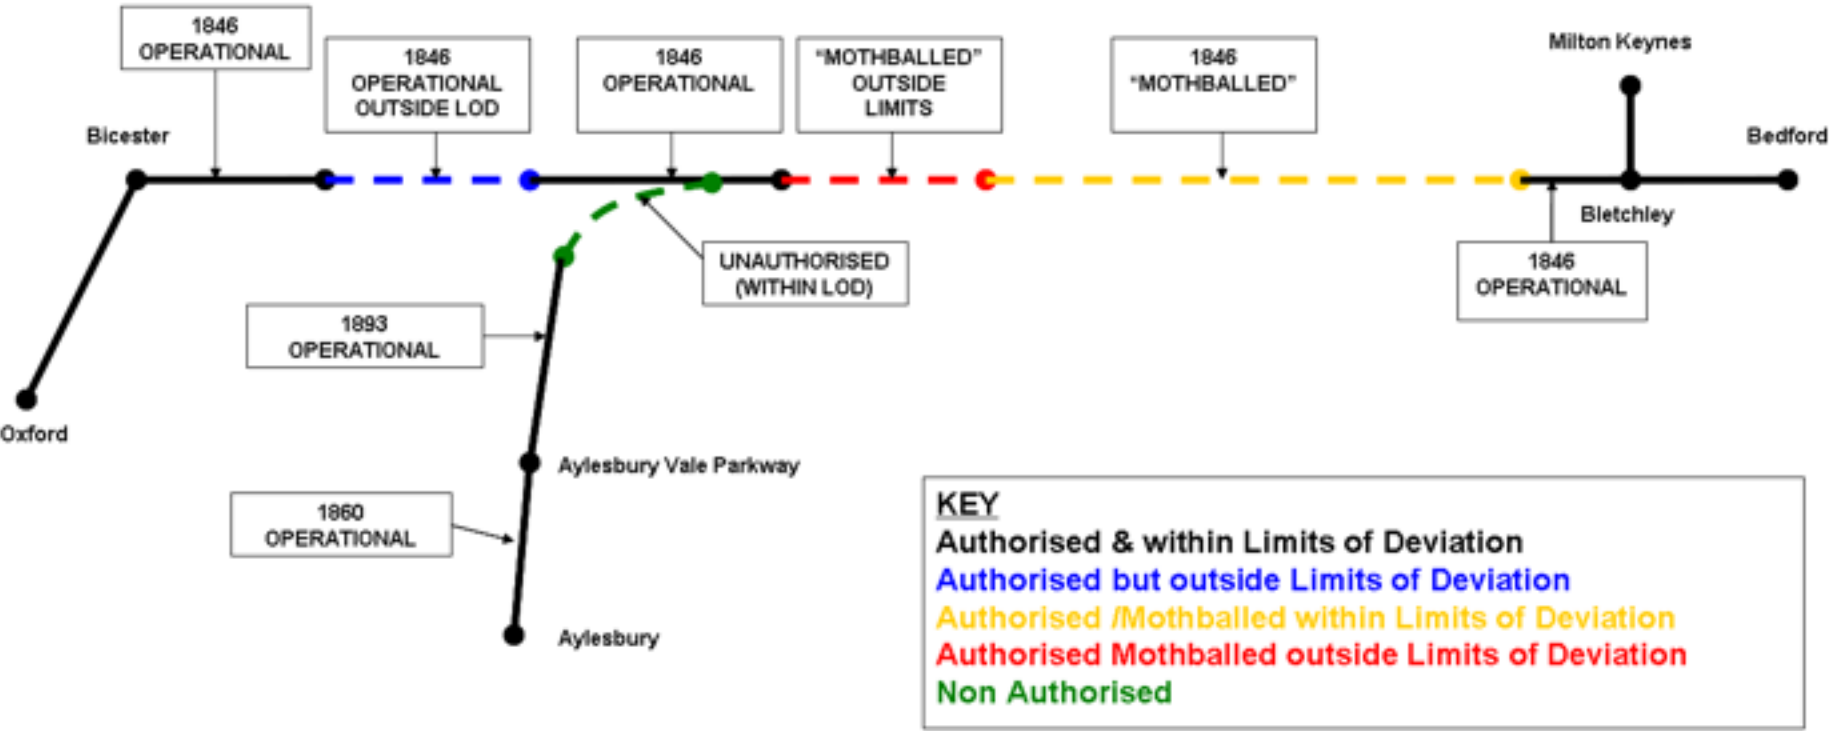 1846
OPERATIONAL
1846
OPERATIONAL
OUTSIDE LOD
1846
OPERATIONAL
“MOTHBALLED”
OUTSIDE
LIMITS
1846
“MOTHBALLED”
Milton Keynes
Bicester
Bedford
Bletchley
UNAUTHORISED
(WITHIN LOD)
1846
OPERATIONAL
1893
OPERATIONAL
Oxford
Aylesbury Vale Parkway
1860
OPERATIONAL
Aylesbury
KEY
Authorised & within Limits of Deviation
Authorised but outside Limits of Deviation
Authorised /Mothballed within Limits of Deviation
Authorised Mothballed outside Limits of Deviation
Non Authorised